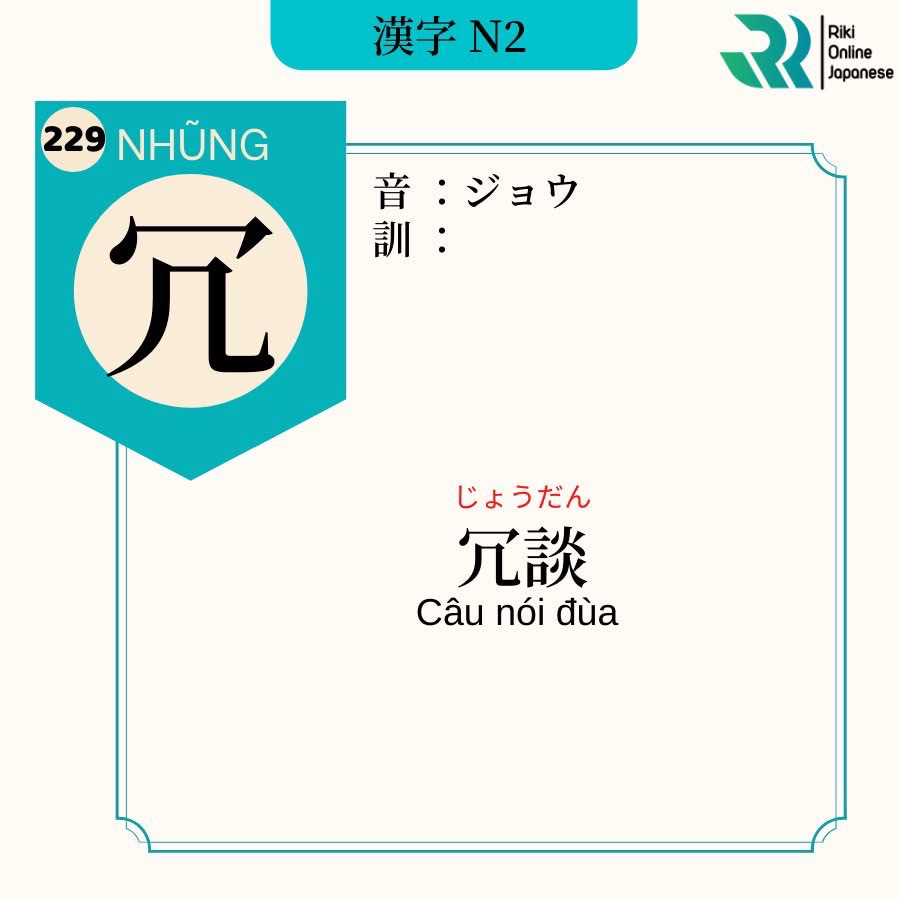 漢字 N2
Riki
Online
Japanese
229 NHŨNG
冗
音 ：ジョウ
訓 ：
じょうだん
冗談
Câu nói đùa